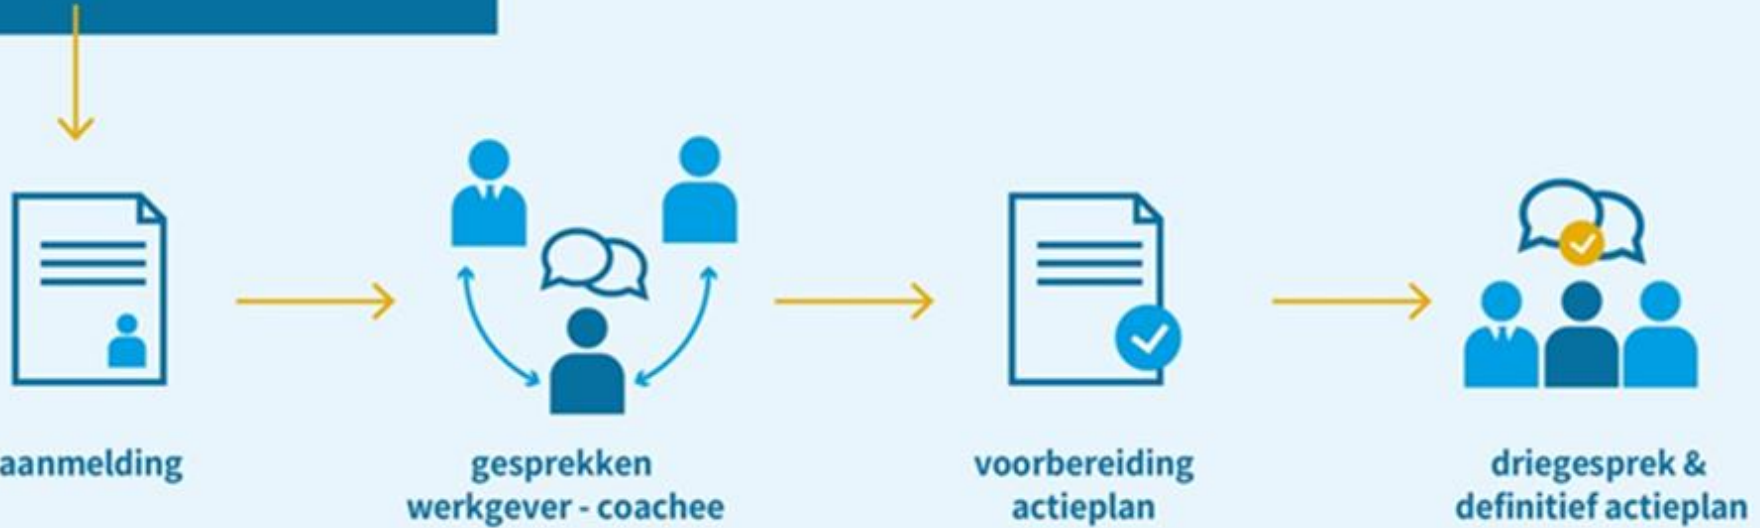 aanmelding
gesprekken
werkgever - coachee
voorbereiding
actieplan
driegesprek &
definitief actieplan